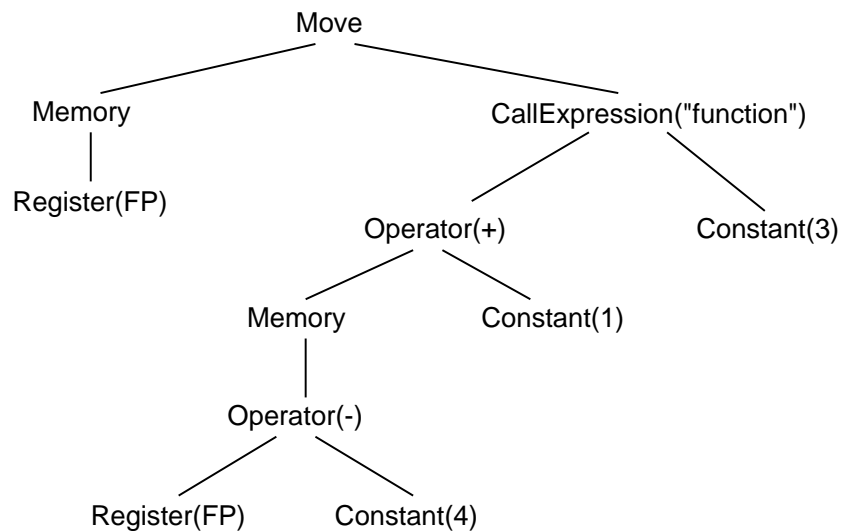 Move
Memory
CallExpression("function")
Register(FP)
Operator(+)
Constant(3)
Memory
Constant(1)
Operator(-)
Register(FP)
Constant(4)